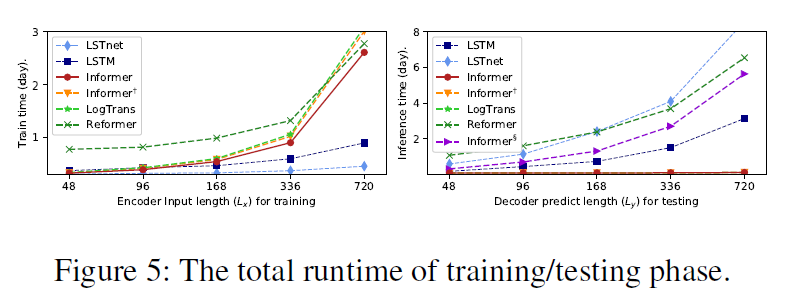 3
2
1
Train time (day).
LSTnet
LSTM
Informer
Informer†
LogTrans
Reformer
48 96 168 336 720
Encoder Input length (Lx) for training
8
6
4
2
Inference time (day).
LSTM
LSTnet
Informer
Informer†
LogTrans
Reformer
Informer§
48 96 168 336 720
Decoder predict length (Ly) for testing
Figure 5: The total runtime of training/testing phase.